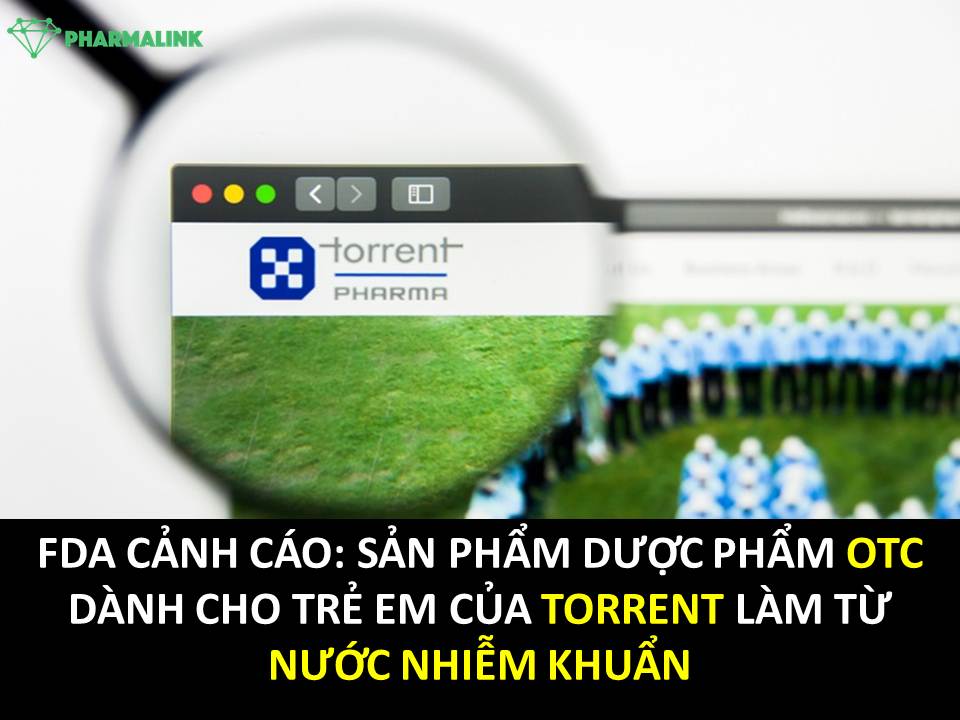 PHARMALINK
torrent
PHARMA
FDA CẢNH CÁO: SẢN PHẨM DƯỢC PHẨM OTC
DÀNH CHO TRẺ EM CỦA TORRENT LÀM TỪ
NƯỚC NHIỄM KHUẨN